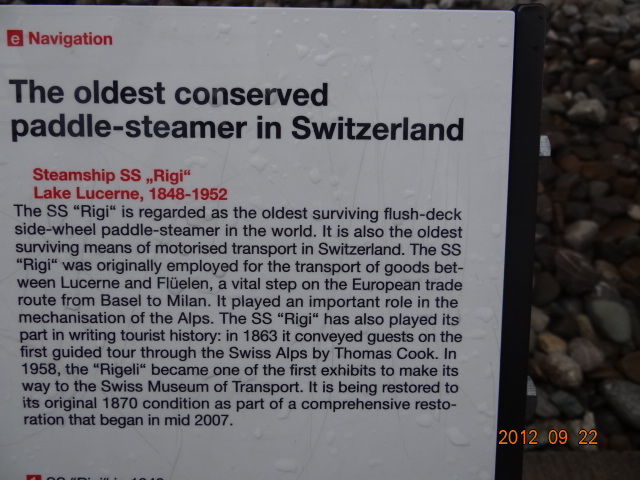 e Navigation
The oldest conserved
paddle-steamer in Switzerland
Steamship SS „Rigi“
Lake Lucerne, 1848-1952
The SS “Rigi“ is regarded as the oldest surviving flush-deck
side-wheel paddle-steamer in the world. It is also the oldest
surviving means of motorised transport in Switzerland. The SS
“Rigi“ was originally employed for the transport of goods bet-
ween Lucerne and Flüelen, a vital step on the European trade
route from Basel to Milan. It played an important role in the
mechanisation of the Alps. The SS “Rigi“ has also played its
part in writing tourist history: in 1863 it conveyed guests on the
first guided tour through the Swiss Alps by Thomas Cook. In
1958, the “Rigeli“ became one of the first exhibits to make its
way to the Swiss Museum of Transport. It is being restored to
its original 1870 condition as part of a comprehensive resto-
ration that began in mid 2007.
2012 09 22